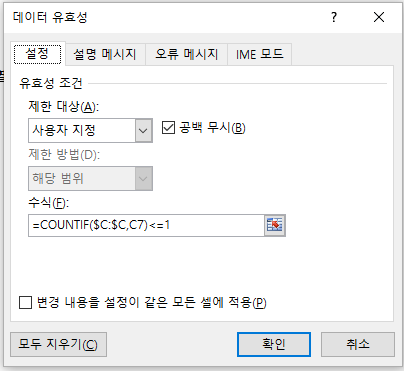 데이터 유효성
설정 설명 메시지 오류 메시지 IME 모드
유효성 조건
제한 대상(A):
사용자 지정 공백 무시(B)
제한 방법(D):
해당 범위
수식(F):
=COUNTIF($C:$C,C7)<=1
변경 내용을 설정이 같은 모든 셀에 적용(P)
모두 지우기(C) 확인 취소